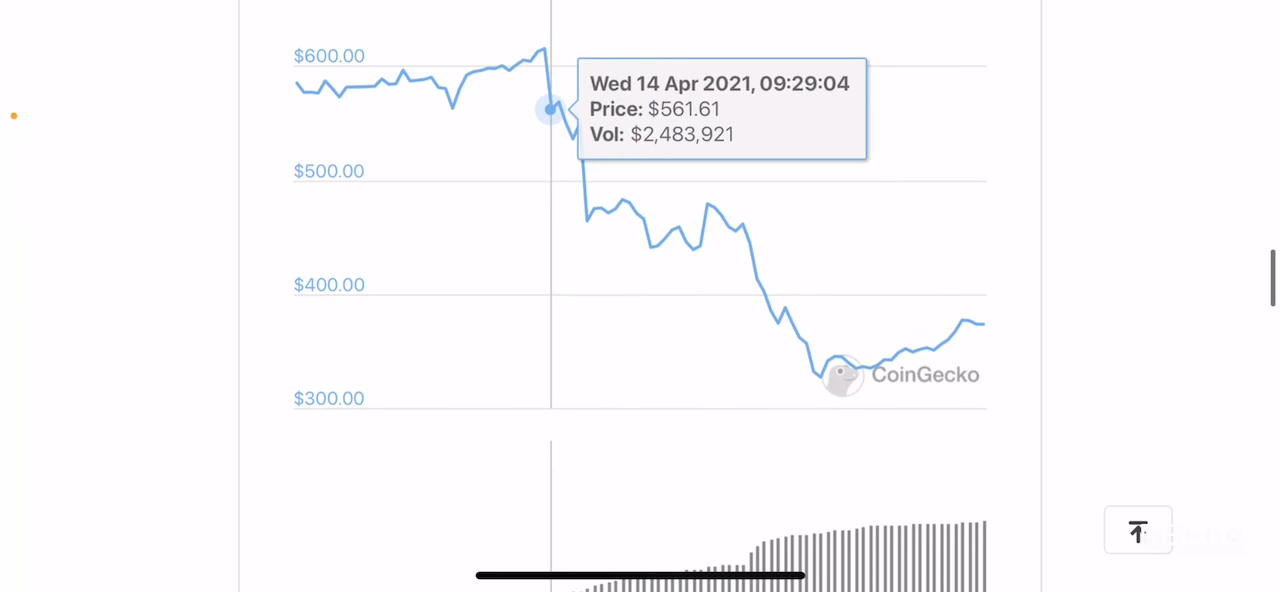 $600.00
Wed 14 Apr 2021, 09:29:04
Price: $561.61
Vol: $2,483,921
$500.00
$400.00
CoinGecko
$300.00